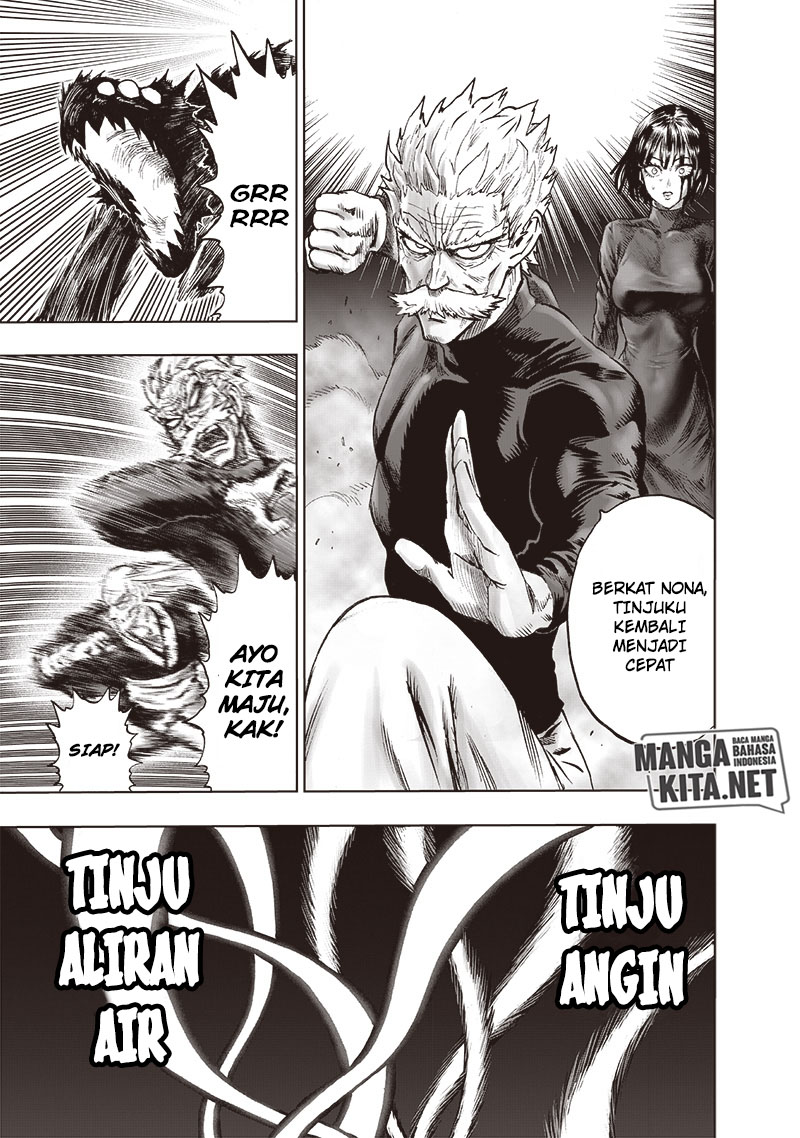 BERKAT NONA,
TINJUKU
KEMBALI
MENJADI
CEPAT
GRR
RRR
AYO
KITA
MAJU,
KAK!
SIAP!
MANGA
KITA.NET
BACA MANGA
BAHASA
INDONESIA
TINJU
ANGIN
TINJU
ALIRAN
AIR